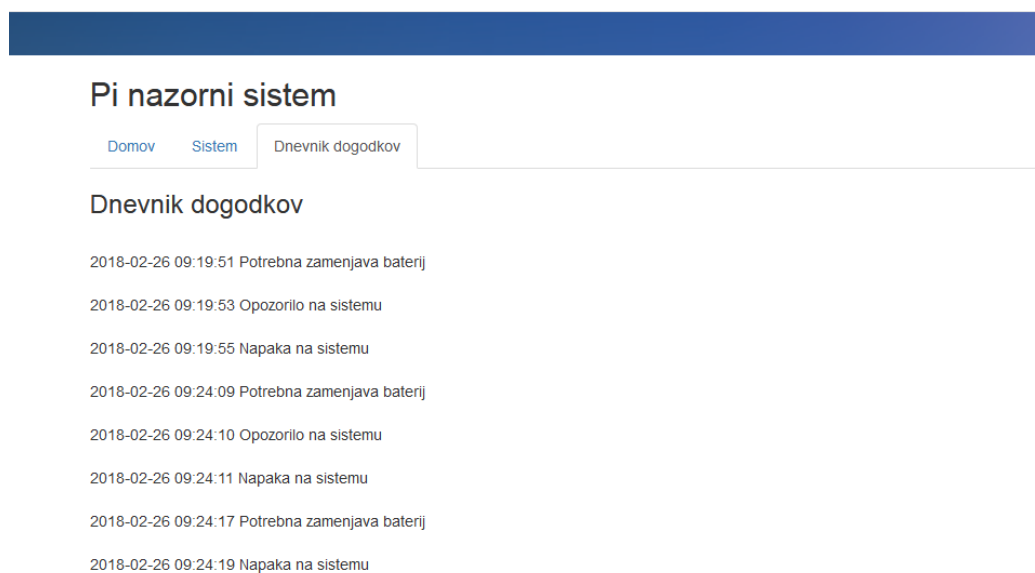 Pi nazorni sistem
Domov Sistem Dnevnik dogodkov
Dnevnik dogodkov
2018-02-26 09:19:51 Potrebna zamenjava baterij
2018-02-26 09:19:53 Opozorilo na sistemu
2018-02-26 09:19:55 Napaka na sistemu
2018-02-26 09:24:09 Potrebna zamenjava baterij
2018-02-26 09:24:10 Opozorilo na sistemu
2018-02-26 09:24:11 Napaka na sistemu
2018-02-26 09:24:17 Potrebna zamenjava baterij
2018-02-26 09:24:19 Napaka na sistemu